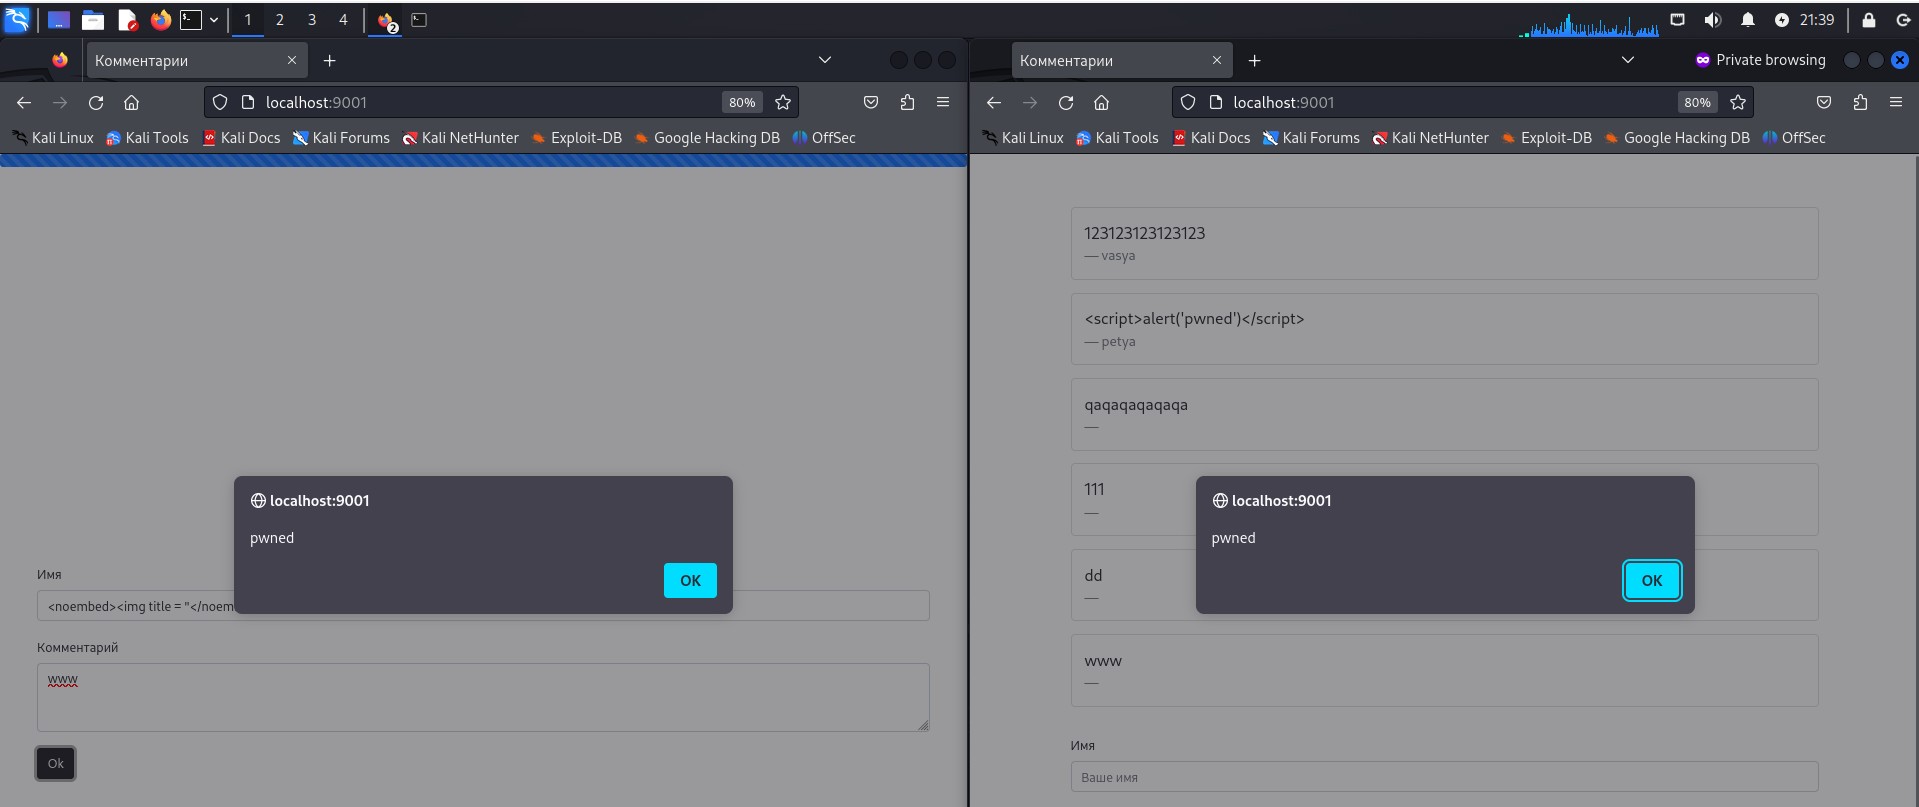 1 2 3 4 2 21:39
Комментарии
localhost:9001 80%
Kali Linux Kali Tools Kali Docs Kali Forums Kali NetHunter Exploit-DB Google Hacking DB OffSec
localhost:9001
pwned
OK
Имя
<noembed><img title = "</noem
Комментарий
www
Ok
Комментарии Private browsing
localhost:9001 80%
Kali Linux Kali Tools Kali Docs Kali Forums Kali NetHunter Exploit-DB Google Hacking DB OffSec
123123123123123
— vasya
<script>alert('pwned')</script>
— petya
qaqaqaqaqaqa
—
111
—
dd
—
www
—
localhost:9001
pwned
OK
Имя
Ваше имя